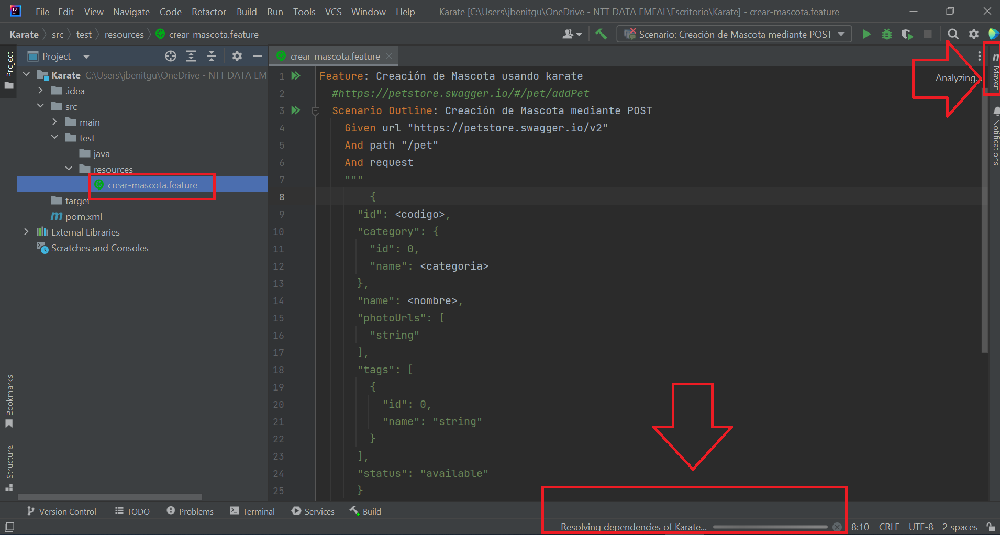 File Edit View Navigate Code Refactor Build Run Tools VCS Window Help Karate [C:\Users\jbenitgu\OneDrive - NTT DATA EMEAL\Escritorio\Karate] - crear-mascota.feature
Karate src test resources crear-mascota.feature Scenario: Creación de Mascota mediante POST
Project
Project
crear-mascota.feature
Karate C:\Users\jbenitgu\OneDrive - NTT DATA EM
.idea
src
main
test
java
resources
crear-mascota.feature
target
pom.xml
External Libraries
Scratches and Consoles
1 Feature: Creación de Mascota usando karate
2 #https://petstore.swagger.io/#/pet/addPet
3 Scenario Outline: Creación de Mascota mediante POST
4 Given url "https://petstore.swagger.io/v2"
5 And path "/pet"
6 And request
7 """
8 {
9 "id": <codigo>,
10 "category": {
11 "id": 0,
12 "name": <categoria>
13 },
14 "name": <nombre>,
15 "photoUrls": [
16 "string"
17 ],
18 "tags": [
19 {
20 "id": 0,
21 "name": "string"
22 }
23 ],
24 "status": "available"
25 }
Analyzing...
Maven
Notifications
Bookmarks
Structure
Version Control TODO Problems Terminal Services Build
Resolving dependencies of Karate... 8:10 CRLF UTF-8 2 spaces